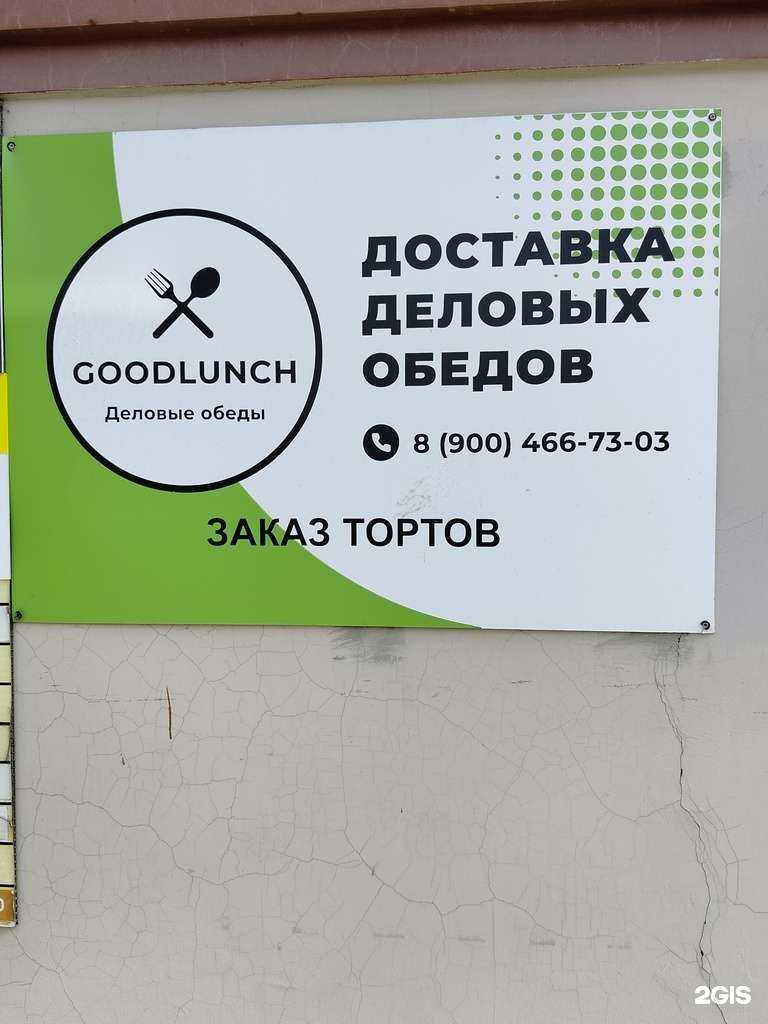 GOODLUNCH
Деловые обеды
ДОСТАВКА
ДЕЛОВЫХ
ОБЕДОВ
8 (900) 466-73-03
ЗАКАЗ ТОРТОВ
2GIS